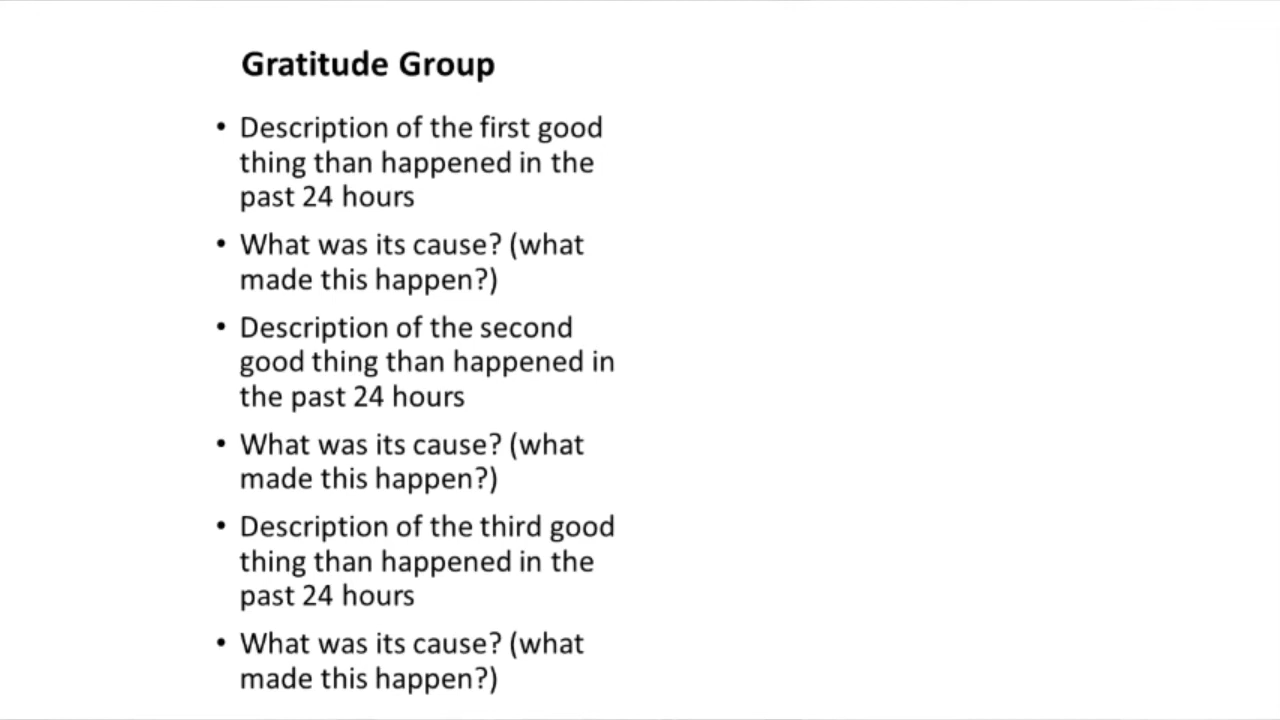 Gratitude Group
• Description of the first good
thing than happened in the
past 24 hours
• What was its cause? (what
made this happen?)
• Description of the second
good thing than happened in
the past 24 hours
• What was its cause? (what
made this happen?)
• Description of the third good
thing than happened in the
past 24 hours
• What was its cause? (what
made this happen?)